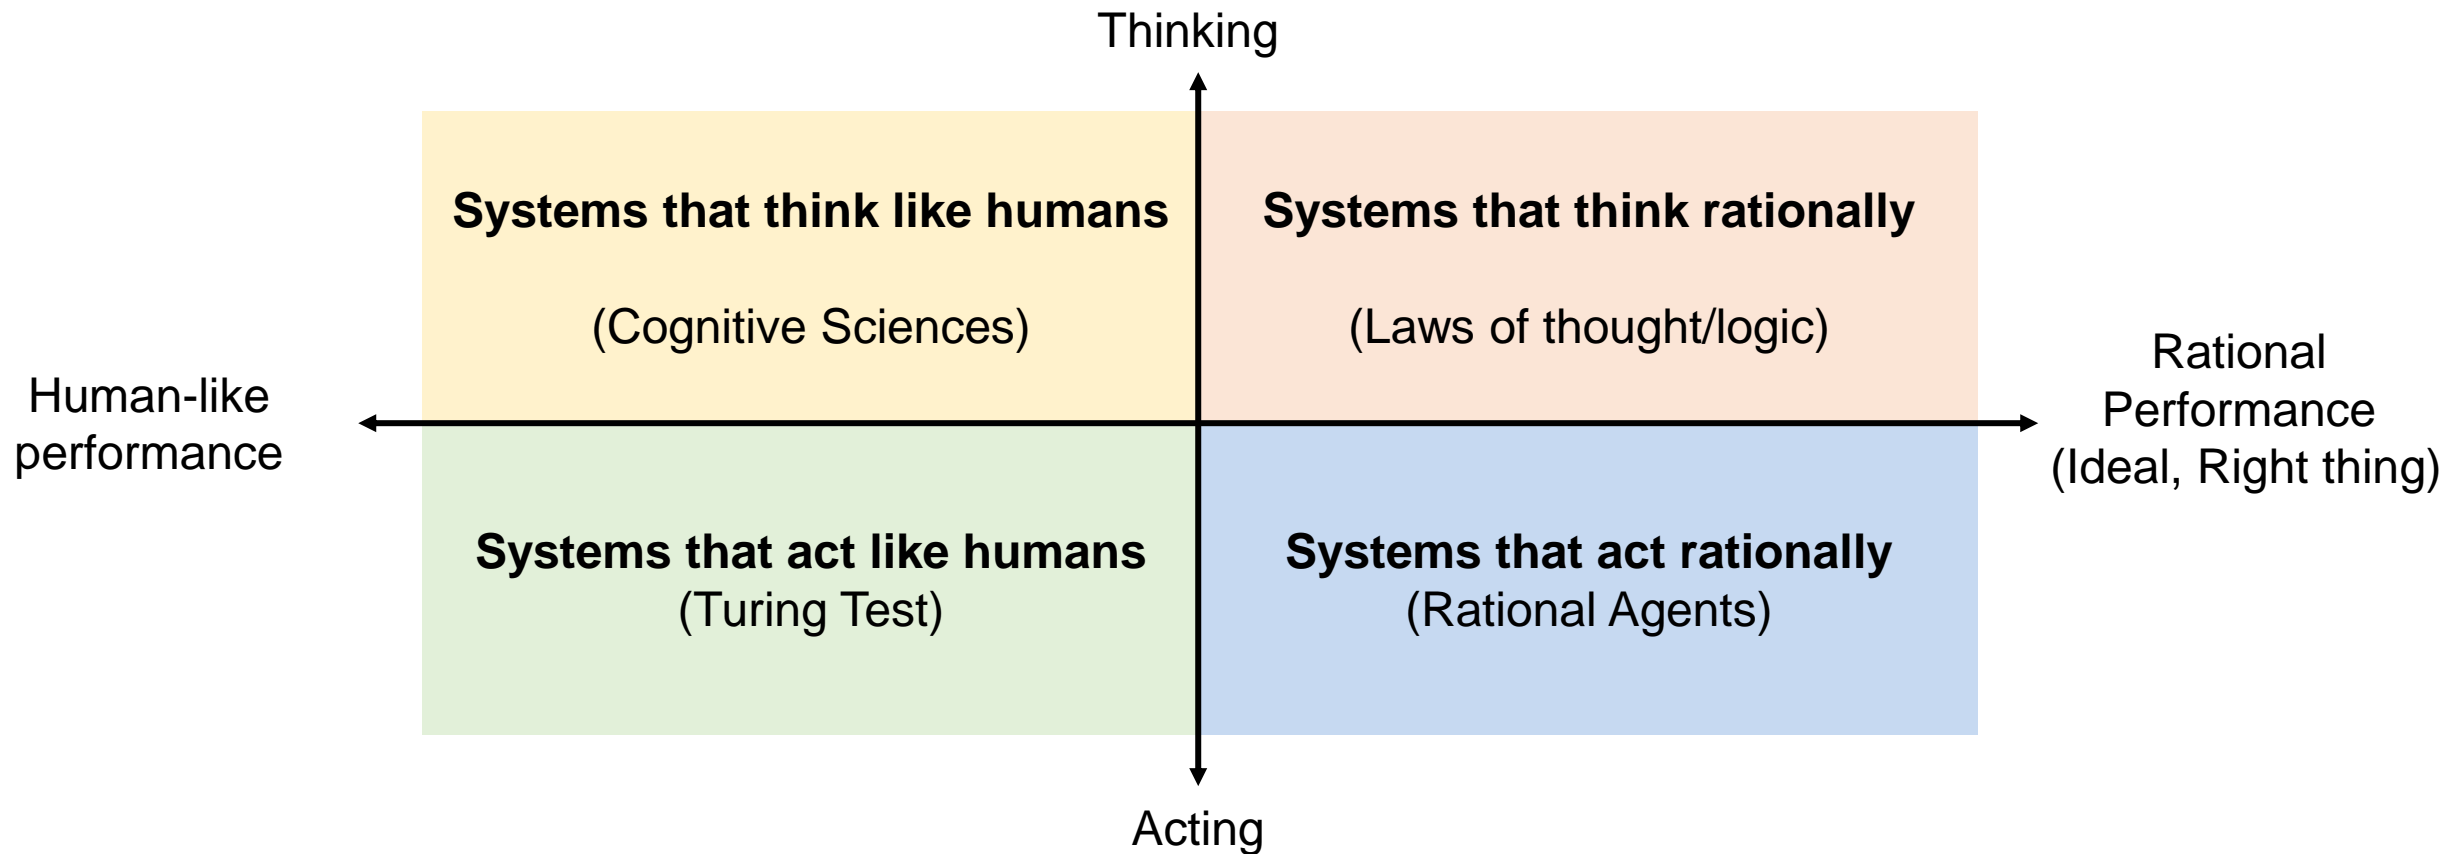 Thinking
Systems that think like humans
(Cognitive Sciences)
Systems that think rationally
(Laws of thought/logic)
Human-like
performance
Rational
Performance
(Ideal, Right thing)
Systems that act like humans
(Turing Test)
Systems that act rationally
(Rational Agents)
Acting